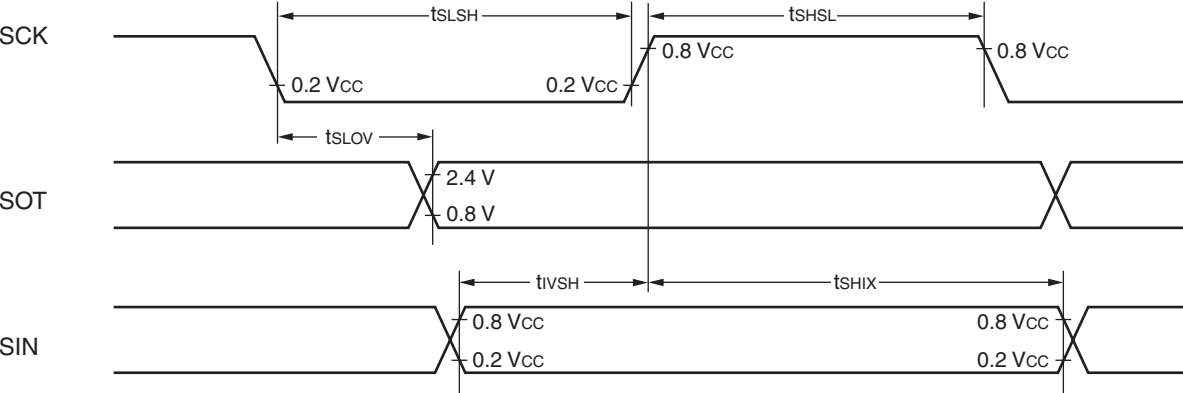 tSLSH tSHSL
SCK
0.8 VCC 0.8 VCC
0.2 VCC 0.2 VCC
tSLOV
2.4 V
SOT
0.8 V
tIVSH tSHIX
0.8 VCC 0.8 VCC
SIN
0.2 VCC 0.2 VCC